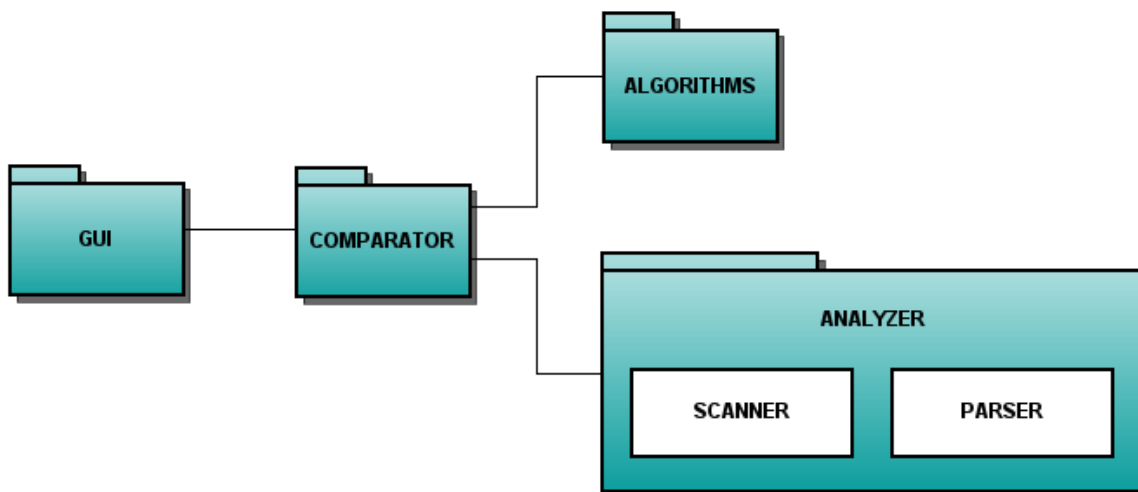 ALGORITHMS
GUI
COMPARATOR
ANALYZER
SCANNER
PARSER